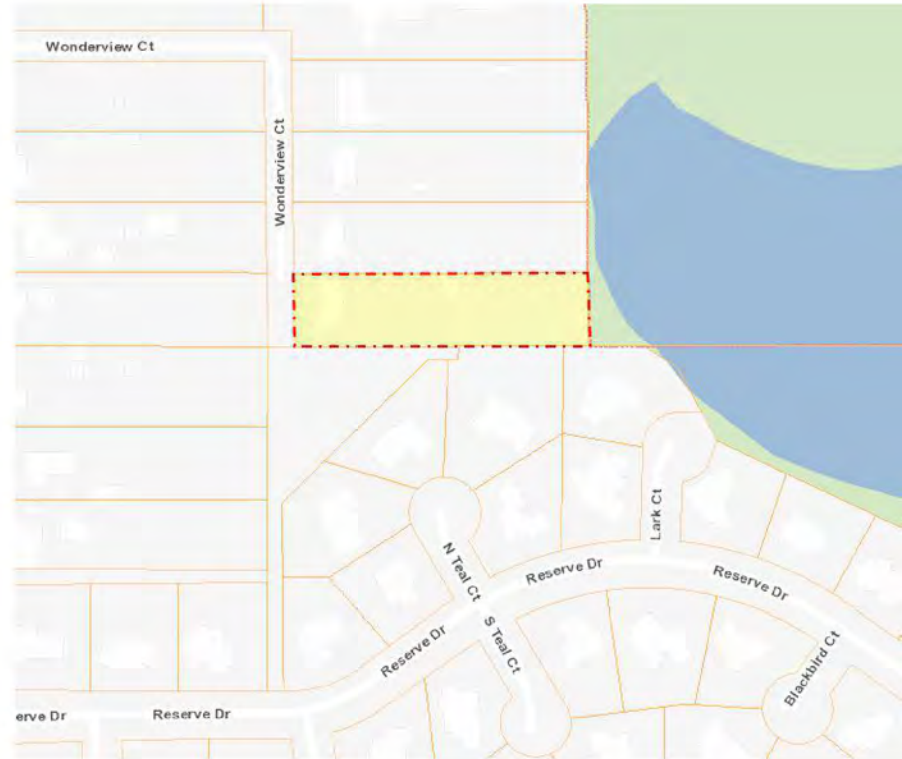 Wonderview Ct
Wonderview Ct
Lark Ct
N Teal Ct
Reserve Dr
Reserve Dr
S Teal Ct
Reserve Dr
Blackbird Ct
erve Dr
Reserve Dr